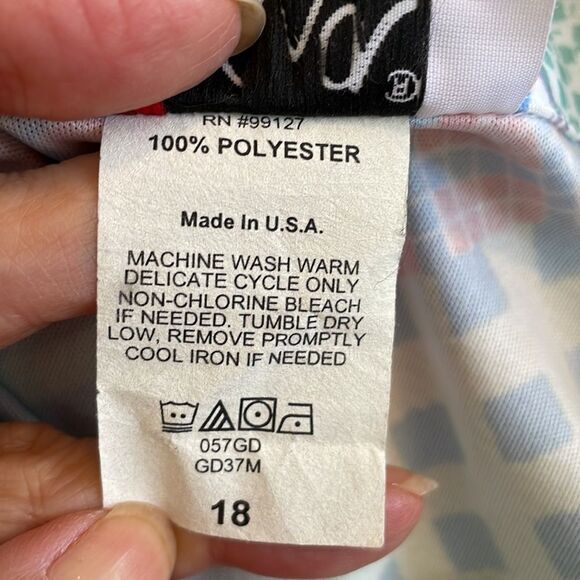 ®
RN #99127
100% POLYESTER
Made In U.S.A.
MACHINE WASH WARM
DELICATE CYCLE ONLY
NON-CHLORINE BLEACH
IF NEEDED. TUMBLE DRY
LOW, REMOVE PROMPTLY
COOL IRON IF NEEDED
057GD
GD37M
18